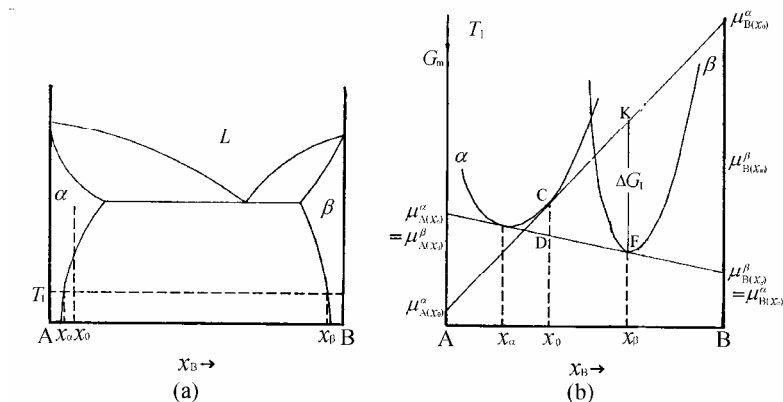 L
α
β
T₁
A x_α x₀ x_β B
x_B →
(a)
T₁
G_m
μ^α_B(x₀)
β
K
α
μ^β_B(x_α)
ΔG₁
C
μ^α_A(x_α)
= μ^β_A(x_β)
D
F
μ^β_B(x_β)
= μ^α_B(x_α)
μ^α_A(x₀)
A x_α x₀ x_β B
x_B →
(b)